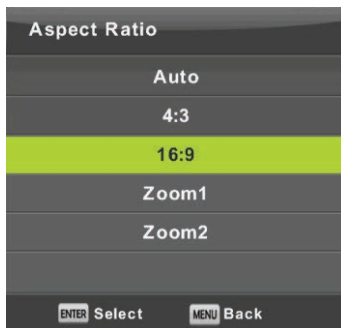 Aspect Ratio
Auto
4:3
16:9
Zoom1
Zoom2
ENTER Select MENU Back